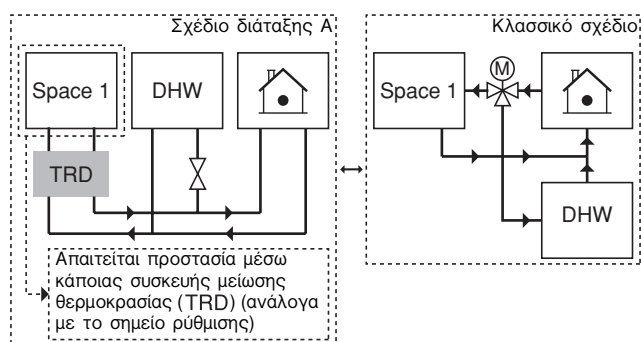 Σχέδιο διάταξης A
Space 1
DHW
TRD
Απαιτείται προστασία μέσω
κάποιας συσκευής μείωσης
θερμοκρασίας (TRD) (ανάλογα
με το σημείο ρύθμισης)
Κλασσικό σχέδιο
M
Space 1
DHW